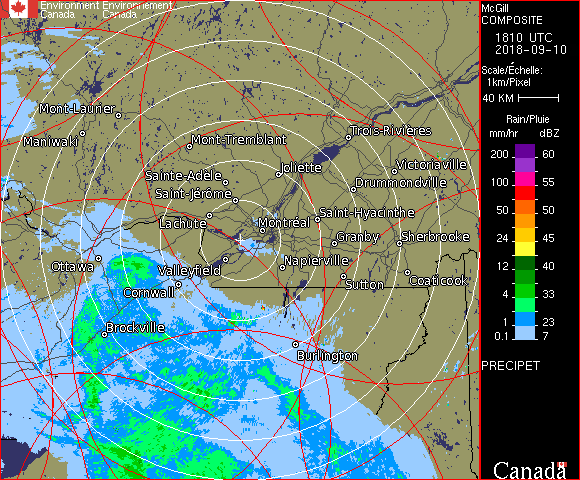 Environment Environnement
Canada Canada
McGill
COMPOSITE
1810 UTC
2018-09-10
Scale/Échelle:
1km/Pixel
40 KM
Rain/Pluie
mm/hr dBZ
200 60
100 55
50 50
24 45
12 40
4 33
1 23
0.1 7
PRECIPET
Canada
Mont-Laurier
Maniwaki
Mont-Tremblant
Trois-Rivières
Sainte-Adèle
Joliette
Victoriaville
Saint-Jérôme
Drummondville
Lachute
Montréal
Saint-Hyacinthe
Granby
Sherbrooke
Ottawa
Valleyfield
Napierville
Cornwall
Sutton
Coaticook
Brockville
Burlington